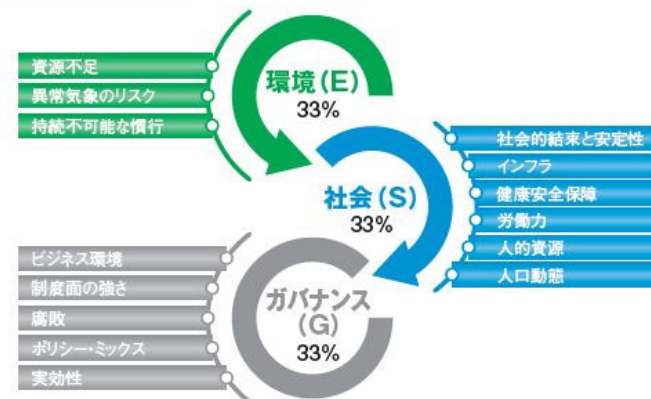 環境(E)
33%
資源不足
異常気象のリスク
持続不可能な慣行
社会(S)
33%
社会的結束と安定性
インフラ
健康安全保障
労働力
人的資源
人口動態
ガバナンス
(G)
33%
ビジネス環境
制度面の強さ
腐敗
ポリシー・ミックス
実効性